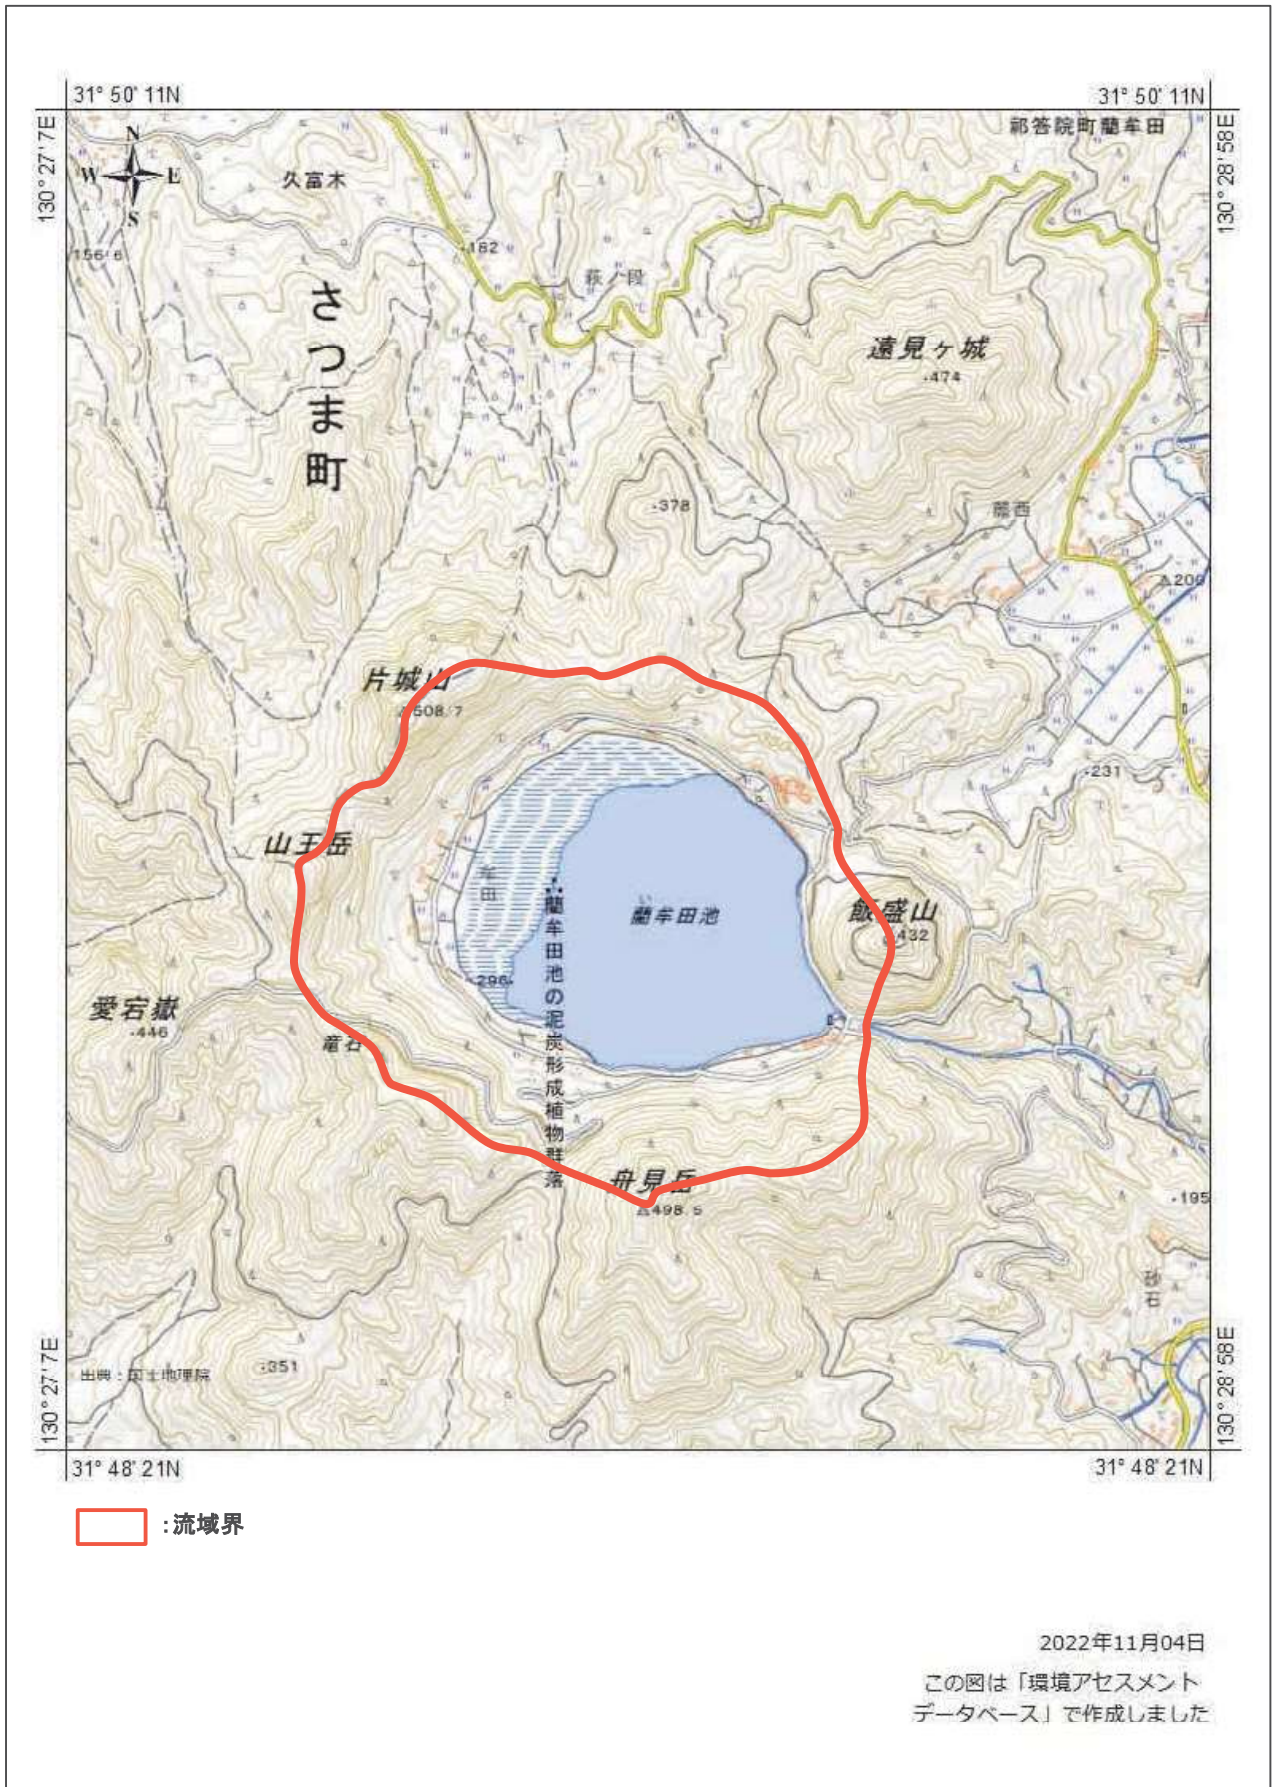 31° 50' 11N
31° 50' 11N
130° 27' 7E
130° 28' 58E
N
W
E
S
祁答院町藺牟田
久富木
156.6
・182
萩ノ段
さつま町
遠見ヶ城
・474
・378
藺西
△200
片城山
508.7
・231
山王岳
牟田
い
藺牟田池
飯盛山
432
藺牟田池の泥炭形成植物群落
・296
愛宕嶽
・446
竜石
舟見岳
△498.5
・195
砂石
・351
出典：国土地理院
130° 27' 7E
130° 28' 58E
31° 48' 21N
31° 48' 21N
：流域界
2022年11月04日
この図は「環境アセスメント
データベース」で作成しました